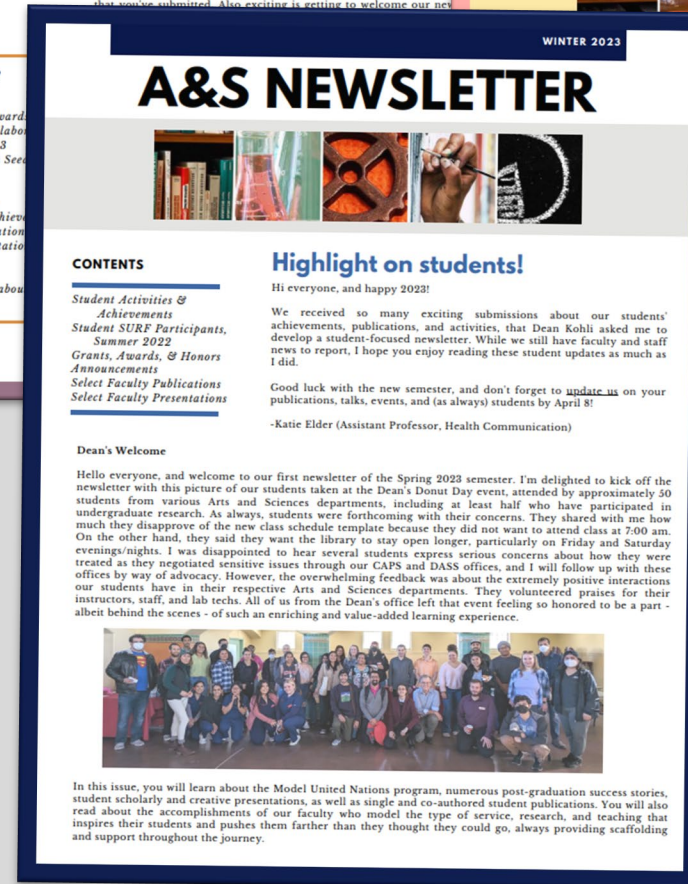 that you've submitted. Also exciting is getting to welcome our new
WINTER 2023
A&S NEWSLETTER
CONTENTS
Student Activities &
Achievements
Student SURF Participants,
Summer 2022
Grants, Awards, & Honors
Announcements
Select Faculty Publications
Select Faculty Presentations
Highlight on students!
Hi everyone, and happy 2023!
We received so many exciting submissions about our students'
achievements, publications, and activities, that Dean Kohli asked me to
develop a student-focused newsletter. While we still have faculty and staff
news to report, I hope you enjoy reading these student updates as much as
I did.
Good luck with the new semester, and don't forget to update us on your
publications, talks, events, and (as always) students by April 8!
-Katie Elder (Assistant Professor, Health Communication)
Dean's Welcome
Hello everyone, and welcome to our first newsletter of the Spring 2023 semester. I'm delighted to kick off the
newsletter with this picture of our students taken at the Dean's Donut Day event, attended by approximately 50
students from various Arts and Sciences departments, including at least half who have participated in
undergraduate research. As always, students were forthcoming with their concerns. They shared with me how
much they disapprove of the new class schedule template because they did not want to attend class at 7:00 am.
On the other hand, they said they want the library to stay open longer, particularly on Friday and Saturday
evenings/nights. I was disappointed to hear several students express serious concerns about how they were
treated as they negotiated sensitive issues through our CAPS and DASS offices, and I will follow up with these
offices by way of advocacy. However, the overwhelming feedback was about the extremely positive interactions
our students have in their respective Arts and Sciences departments. They volunteered praises for their
instructors, staff, and lab techs. All of us from the Dean's office left that event feeling so honored to be a part -
albeit behind the scenes - of such an enriching and value-added learning experience.
In this issue, you will learn about the Model United Nations program, numerous post-graduation success stories,
student scholarly and creative presentations, as well as single and co-authored student publications. You will also
read about the accomplishments of our faculty who model the type of service, research, and teaching that
inspires their students and pushes them farther than they thought they could go, always providing scaffolding
and support throughout the journey.